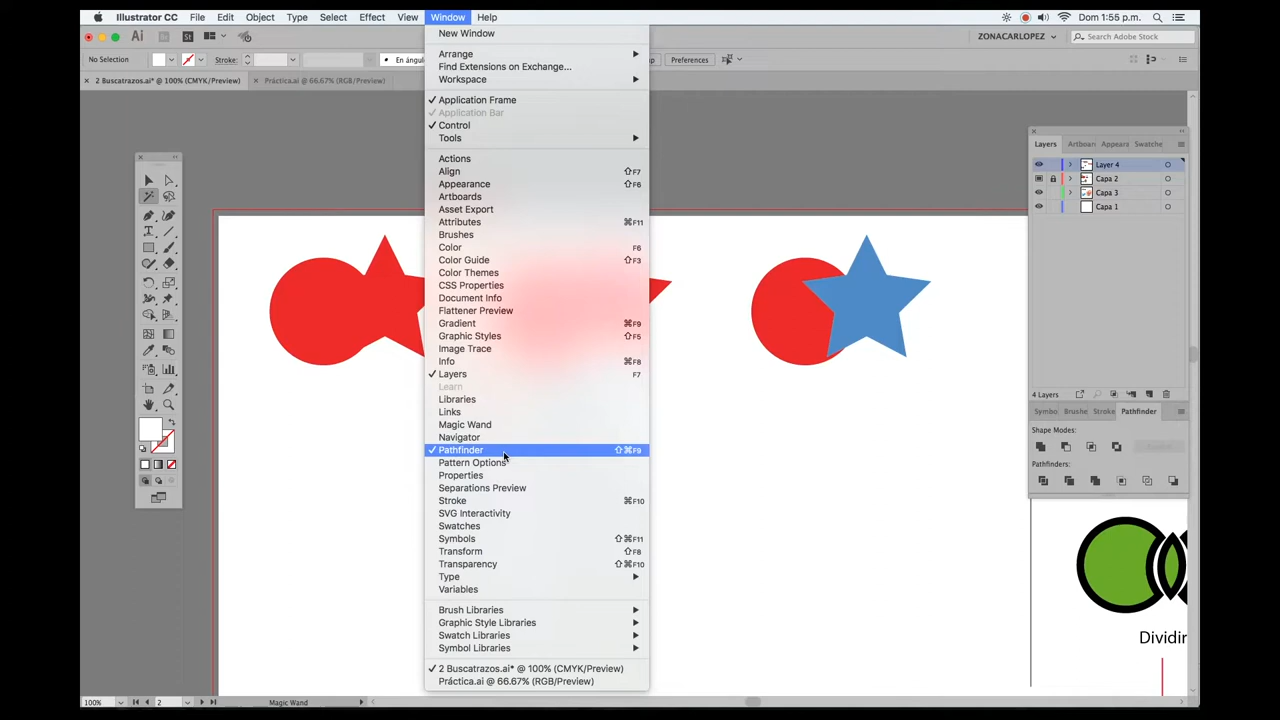 Illustrator CC File Edit Object Type Select Effect View Window Help Dom 1:56 p.m.
Ai Br St ZONACARLOPEZ Search Adobe Stock
No Selection Stroke: En ángulo Preferences
2 Buscatrazos.ai* @ 100% (CMYK/Preview) Práctica.ai @ 66.67% (RGB/Preview)
New Window
Arrange
Find Extensions on Exchange...
Workspace
Application Frame
Application Bar
Control
Tools
Actions
Align ⇧F7
Appearance ⇧F6
Artboards
Asset Export
Attributes ⌘F11
Brushes
Color F6
Color Guide ⇧F3
Color Themes
CSS Properties
Document Info
Flattener Preview
Gradient ⌘F9
Graphic Styles ⇧F5
Image Trace
Info ⌘F8
Layers F7
Learn
Libraries
Links
Magic Wand
Navigator
Pathfinder ⇧⌘F9
Pattern Options
Properties
Separations Preview
Stroke ⌘F10
SVG Interactivity
Swatches
Symbols ⇧⌘F11
Transform ⇧F8
Transparency ⇧⌘F10
Type
Variables
Brush Libraries
Graphic Style Libraries
Swatch Libraries
Symbol Libraries
2 Buscatrazos.ai* @ 100% (CMYK/Preview)
Práctica.ai @ 66.67% (RGB/Preview)
Layers Artboar Appear Swatche
Layer 4
Capa 2
Capa 3
Capa 1
4 Layers
Symbo Brushe Stroke Pathfinder
Shape Modes:
Pathfinders:
Dividir
100% 2 Magic Wand